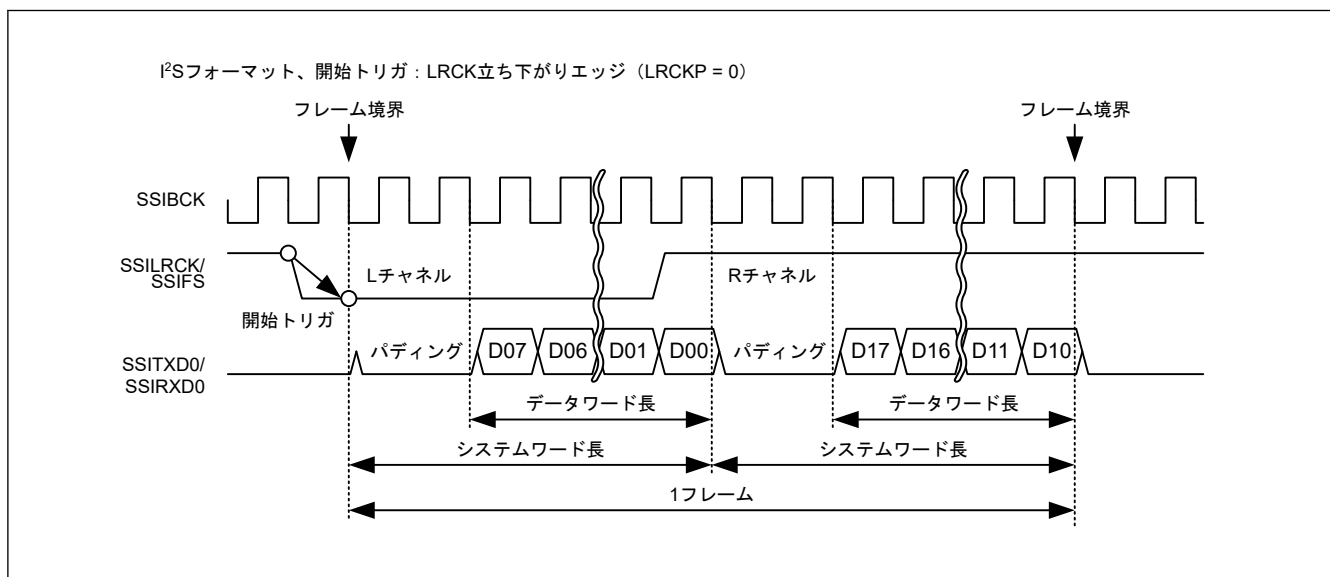 I²Sフォーマット、開始トリガ：LRCK立ち下がりエッジ（LRCKP = 0）
フレーム境界 フレーム境界
SSIBCK
SSILRCK/
SSIFS
Lチャネル Rチャネル
開始トリガ
SSITXD0/
SSIRXD0
パディング D07 D06 D01 D00 パディング D17 D16 D11 D10
データワード長 データワード長
システムワード長 システムワード長
1フレーム